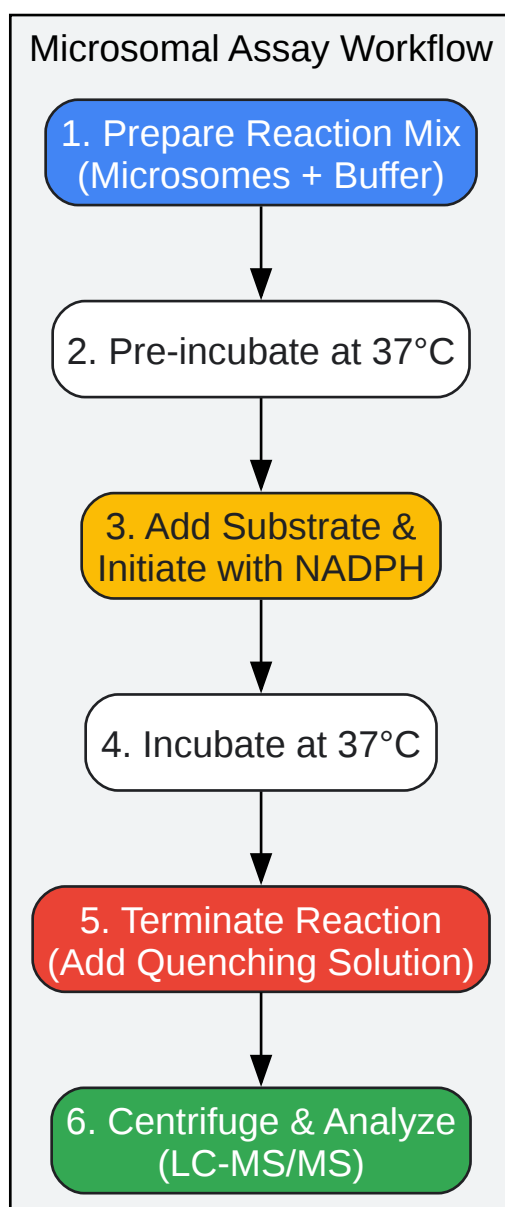 Microsomal Assay Workflow
1. Prepare Reaction Mix
(Microsomes + Buffer)
2. Pre-incubate at 37°C
3. Add Substrate &
Initiate with NADPH
4. Incubate at 37°C
5. Terminate Reaction
(Add Quenching Solution)
6. Centrifuge & Analyze
(LC-MS/MS)